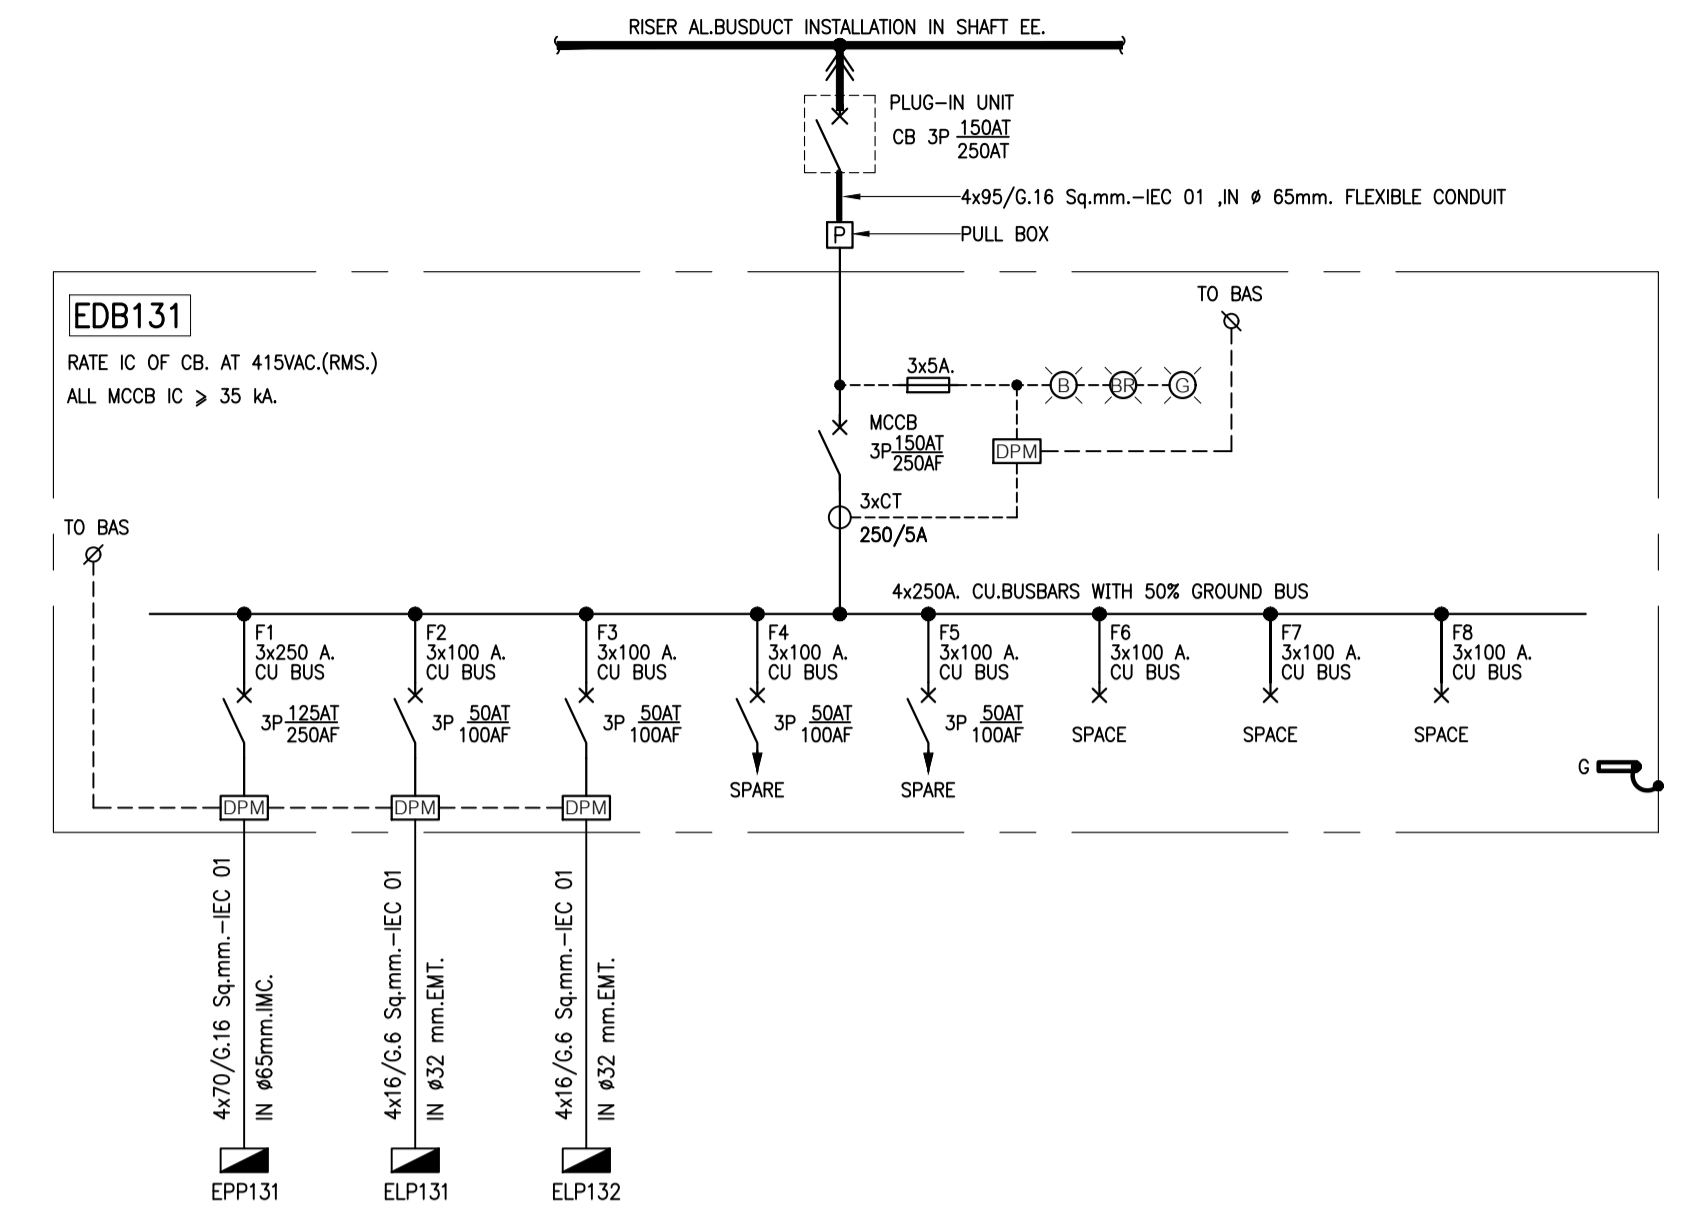 RISER AL.BUSDUCT INSTALLATION IN SHAFT EE.
PLUG-IN UNIT
CB 3P 150AT
250AT
4x95/G.16 Sq.mm.-IEC 01 ,IN ø 65mm. FLEXIBLE CONDUIT
P
PULL BOX
EDB131
RATE IC OF CB. AT 415VAC.(RMS.)
ALL MCCB IC ⩾ 35 kA.
TO BAS
3x5A.
B
BR
G
MCCB
3P 150AT
250AF
DPM
3xCT
250/5A
TO BAS
4x250A. CU.BUSBARS WITH 50% GROUND BUS
F1
3x250 A.
CU BUS
3P 125AT
250AF
F2
3x100 A.
CU BUS
3P 50AT
100AF
F3
3x100 A.
CU BUS
3P 50AT
100AF
F4
3x100 A.
CU BUS
3P 50AT
100AF
SPARE
F5
3x100 A.
CU BUS
3P 50AT
100AF
SPARE
F6
3x100 A.
CU BUS
SPACE
F7
3x100 A.
CU BUS
SPACE
F8
3x100 A.
CU BUS
SPACE
G
DPM
DPM
DPM
4x70/G.16 Sq.mm.-IEC 01
IN ø65mm.IMC.
4x16/G.6 Sq.mm.-IEC 01
IN ø32 mm.EMT.
4x16/G.6 Sq.mm.-IEC 01
IN ø32 mm.EMT.
EPP131
ELP131
ELP132